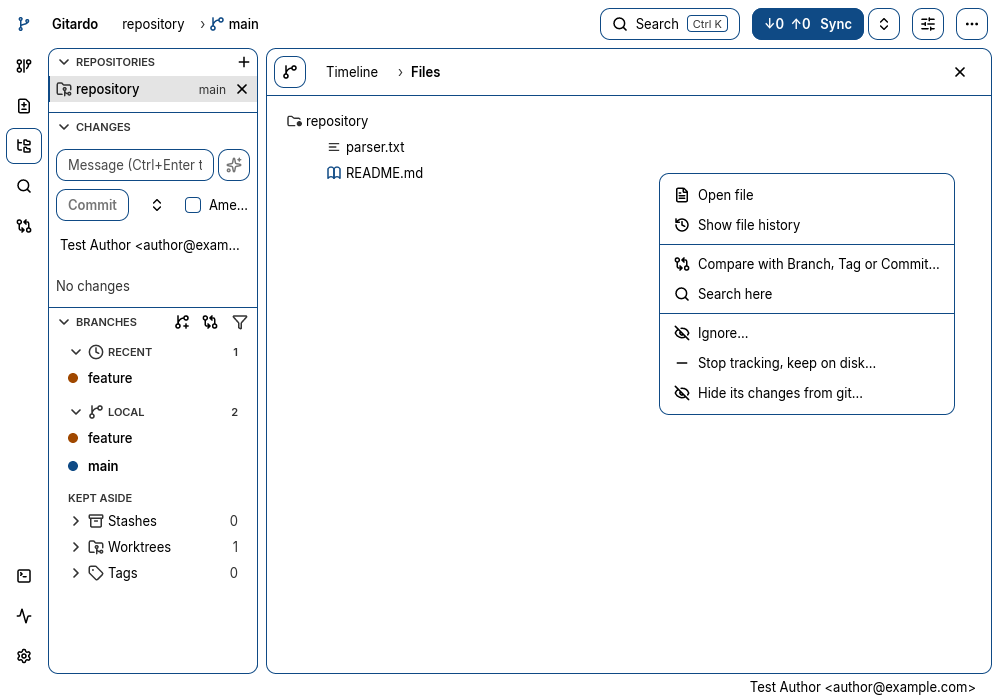 Gitardo repository › main Search Ctrl K ↓0 ↑0 Sync
REPOSITORIES
repository main
CHANGES
Message (Ctrl+Enter t
Commit Ame...
Test Author <author@exam...
No changes
BRANCHES
RECENT 1
feature
LOCAL 2
feature
main
KEPT ASIDE
Stashes 0
Worktrees 1
Tags 0
Timeline › Files
repository
parser.txt
README.md
Open file
Show file history
Compare with Branch, Tag or Commit...
Search here
Ignore...
Stop tracking, keep on disk...
Hide its changes from git...
Test Author <author@example.com>